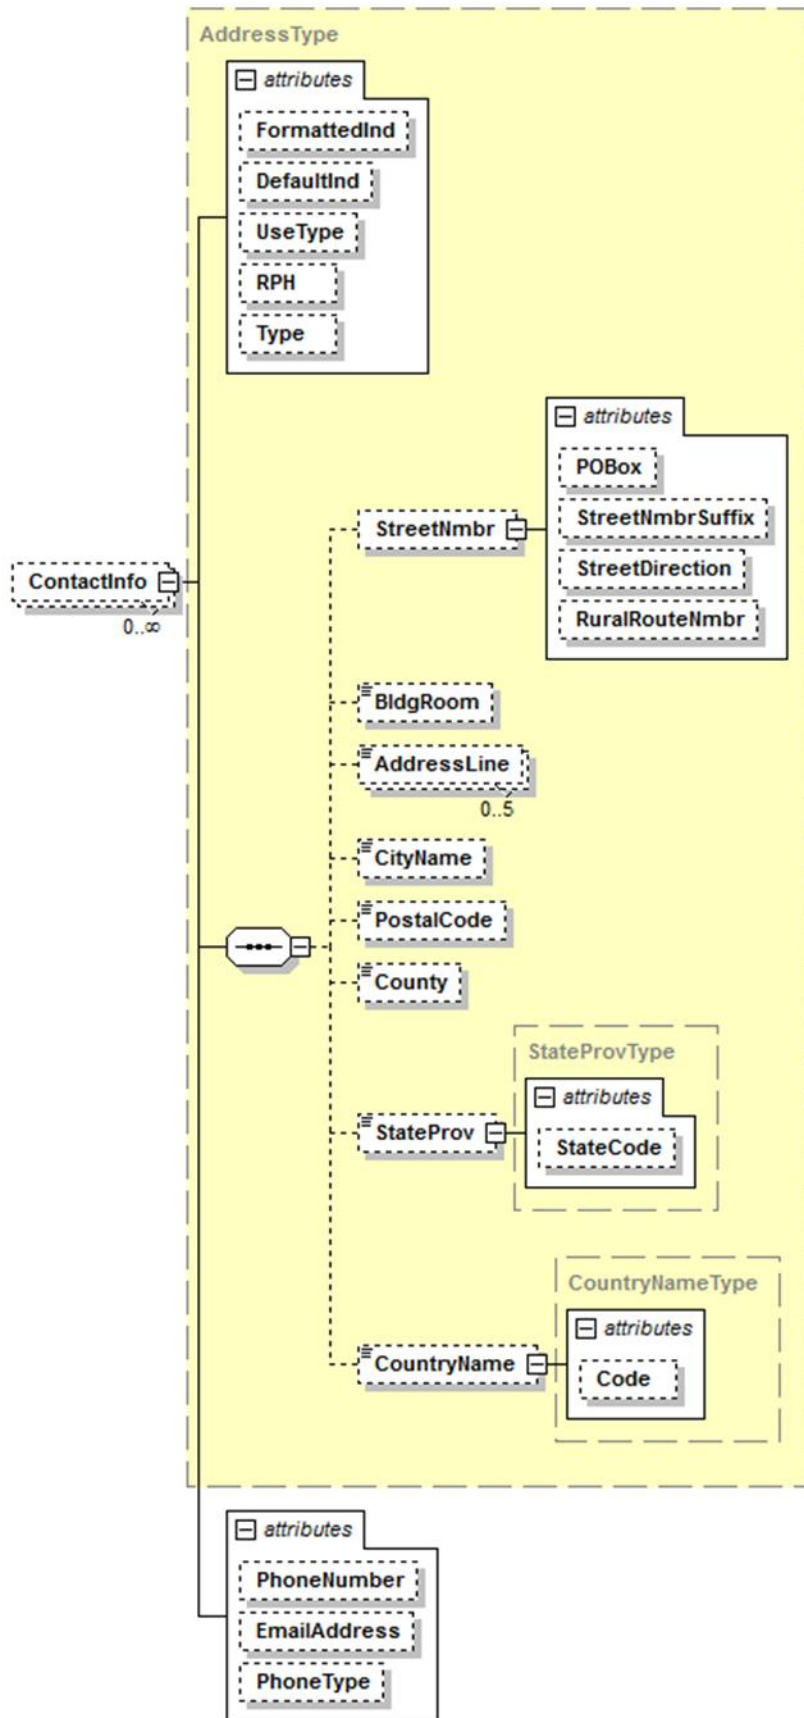 AddressType
attributes
FormattedInd
DefaultInd
UseType
RPH
Type
attributes
POBox
StreetNmbr
StreetNmbrSuffix
StreetDirection
ContactInfo
RuralRouteNmbr
0..∞
BldgRoom
AddressLine
0..5
CityName
PostalCode
County
StateProvType
attributes
StateProv
StateCode
CountryNameType
attributes
CountryName
Code
attributes
PhoneNumber
EmailAddress
PhoneType